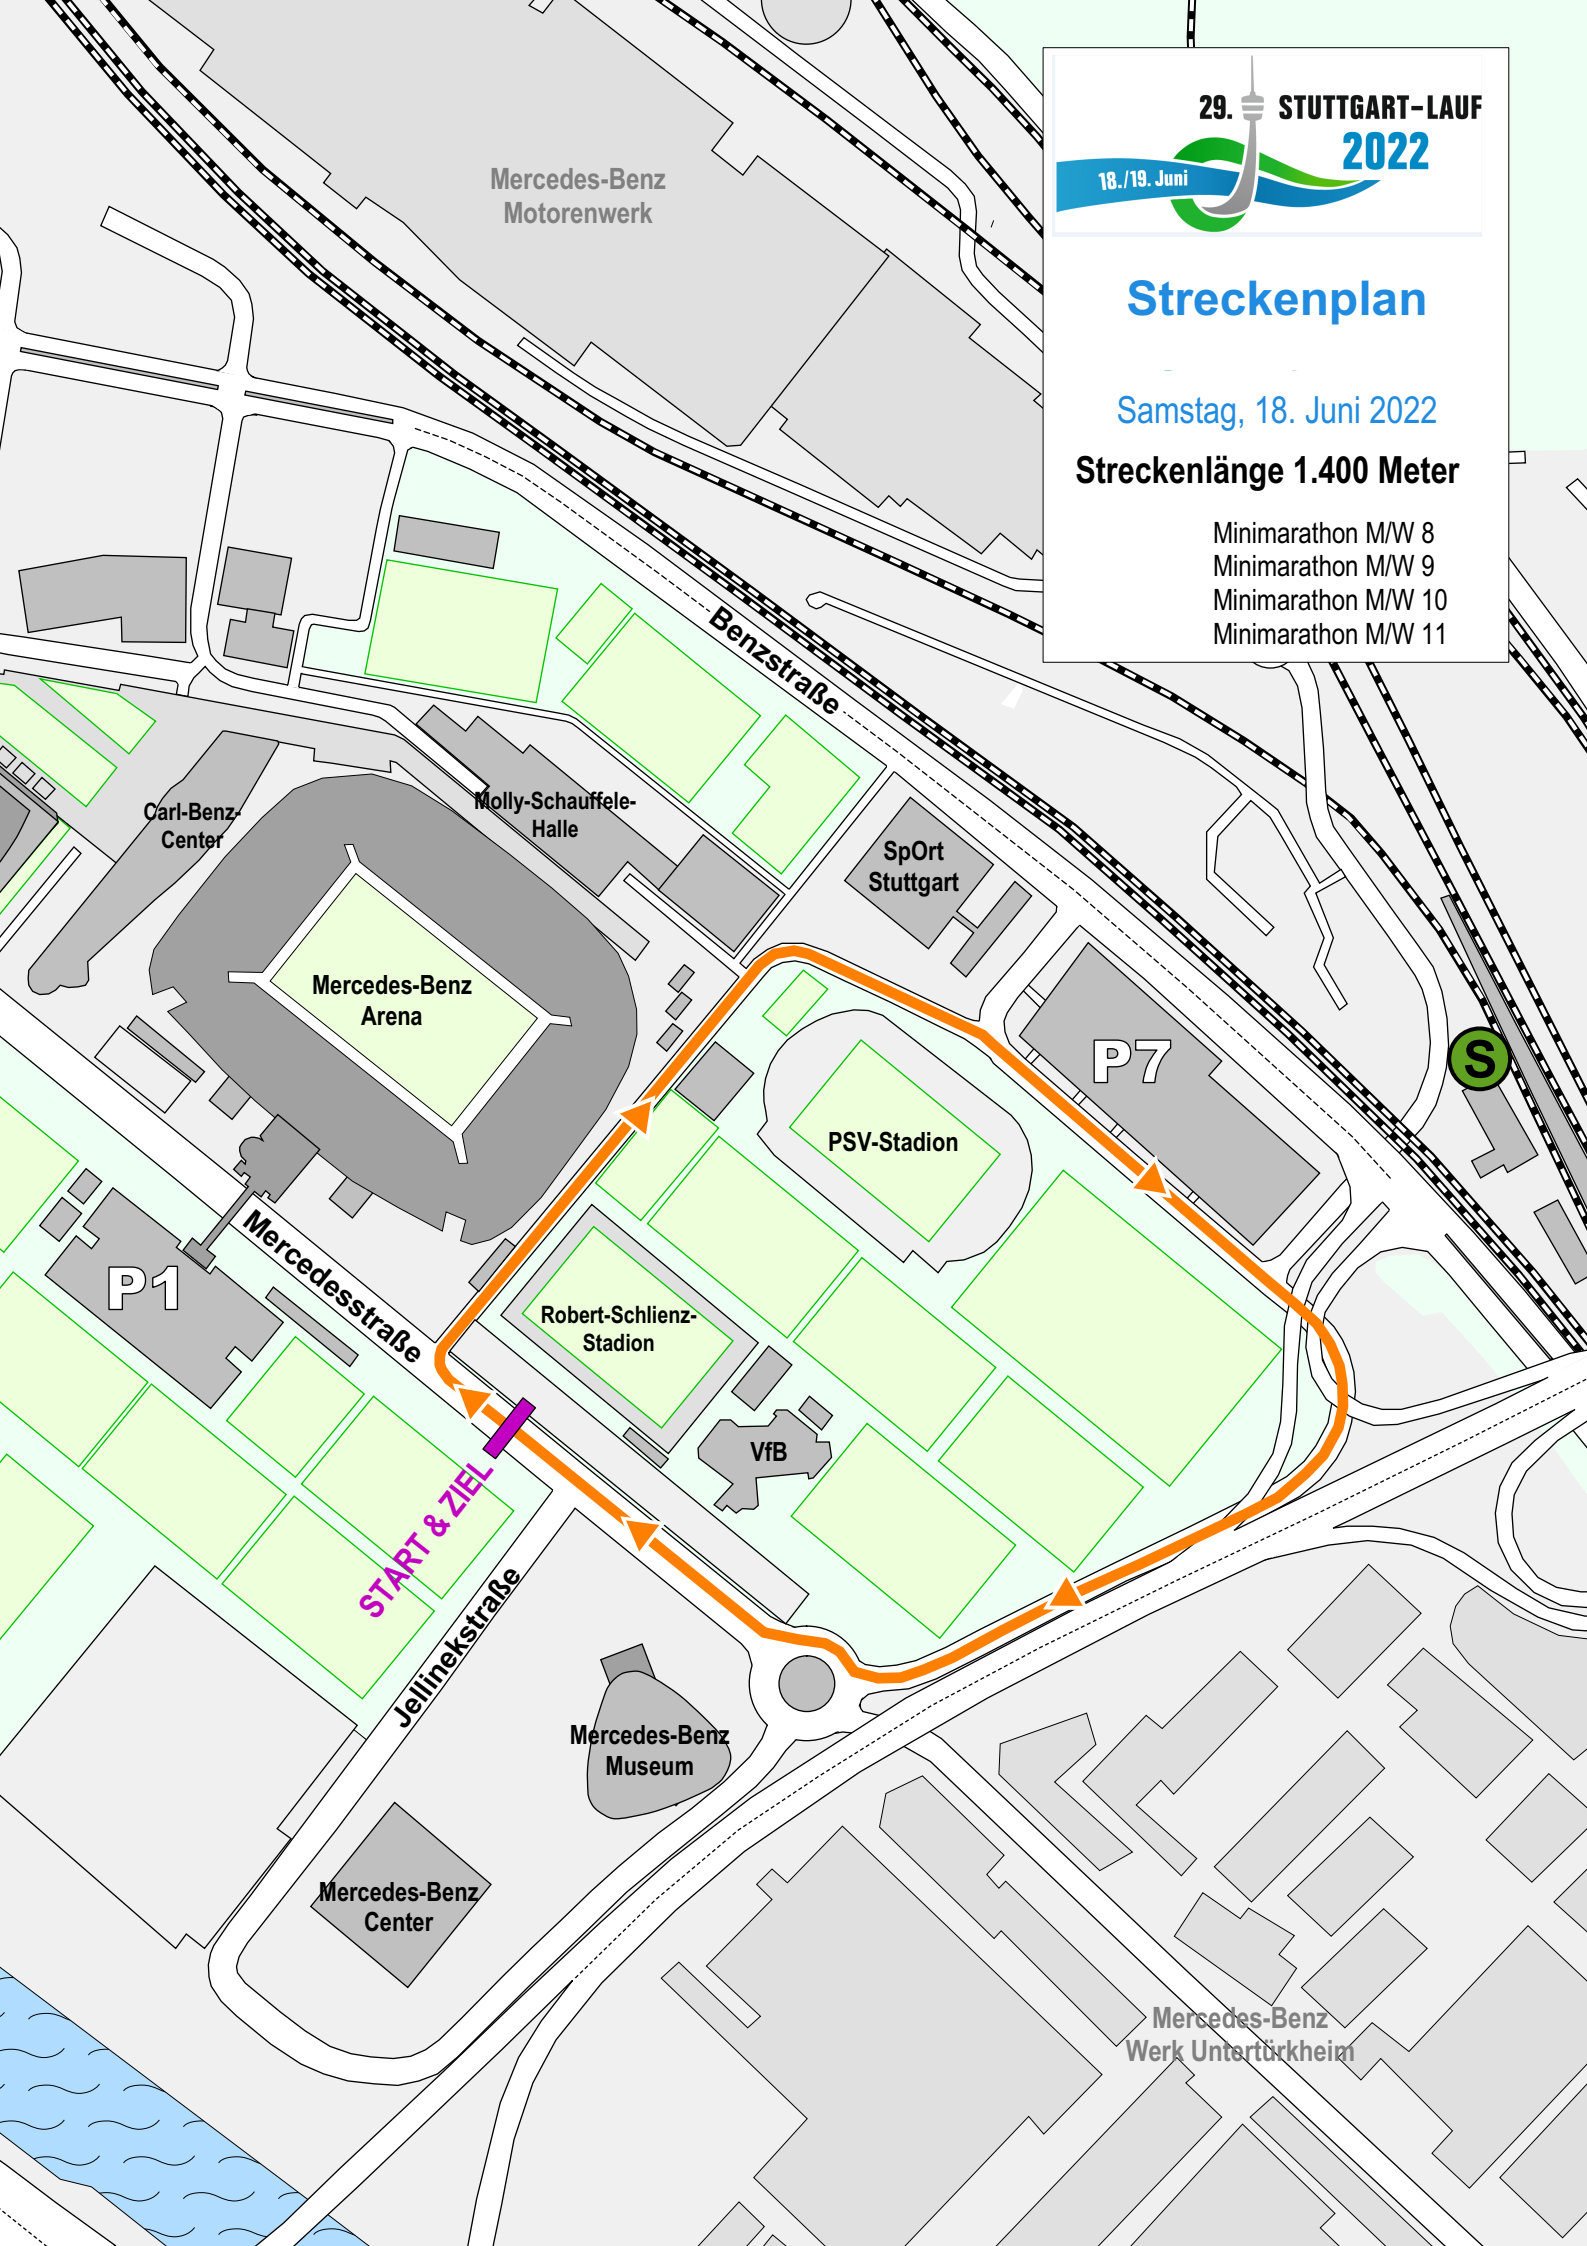 29. STUTTGART-LAUF
2022
18./19. Juni
Streckenplan
Samstag, 18. Juni 2022
Streckenlänge 1.400 Meter
Minimarathon M/W 8
Minimarathon M/W 9
Minimarathon M/W 10
Minimarathon M/W 11
Mercedes-Benz
Motorenwerk
Benzstraße
Carl-Benz-
Center
Molly-Schauffele-
Halle
SpOrt
Stuttgart
Mercedes-Benz
Arena
P7
S
PSV-Stadion
Mercedesstraße
P1
Robert-Schlienz-
Stadion
VfB
START & ZIEL
Jellinekstraße
Mercedes-Benz
Museum
Mercedes-Benz
Center
Mercedes-Benz
Werk Untertürkheim